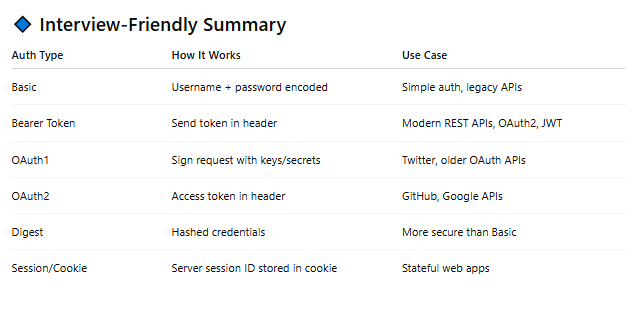 Interview-Friendly Summary
Auth Type How It Works Use Case
Basic Username + password encoded Simple auth, legacy APIs
Bearer Token Send token in header Modern REST APIs, OAuth2, JWT
OAuth1 Sign request with keys/secrets Twitter, older OAuth APIs
OAuth2 Access token in header GitHub, Google APIs
Digest Hashed credentials More secure than Basic
Session/Cookie Server session ID stored in cookie Stateful web apps